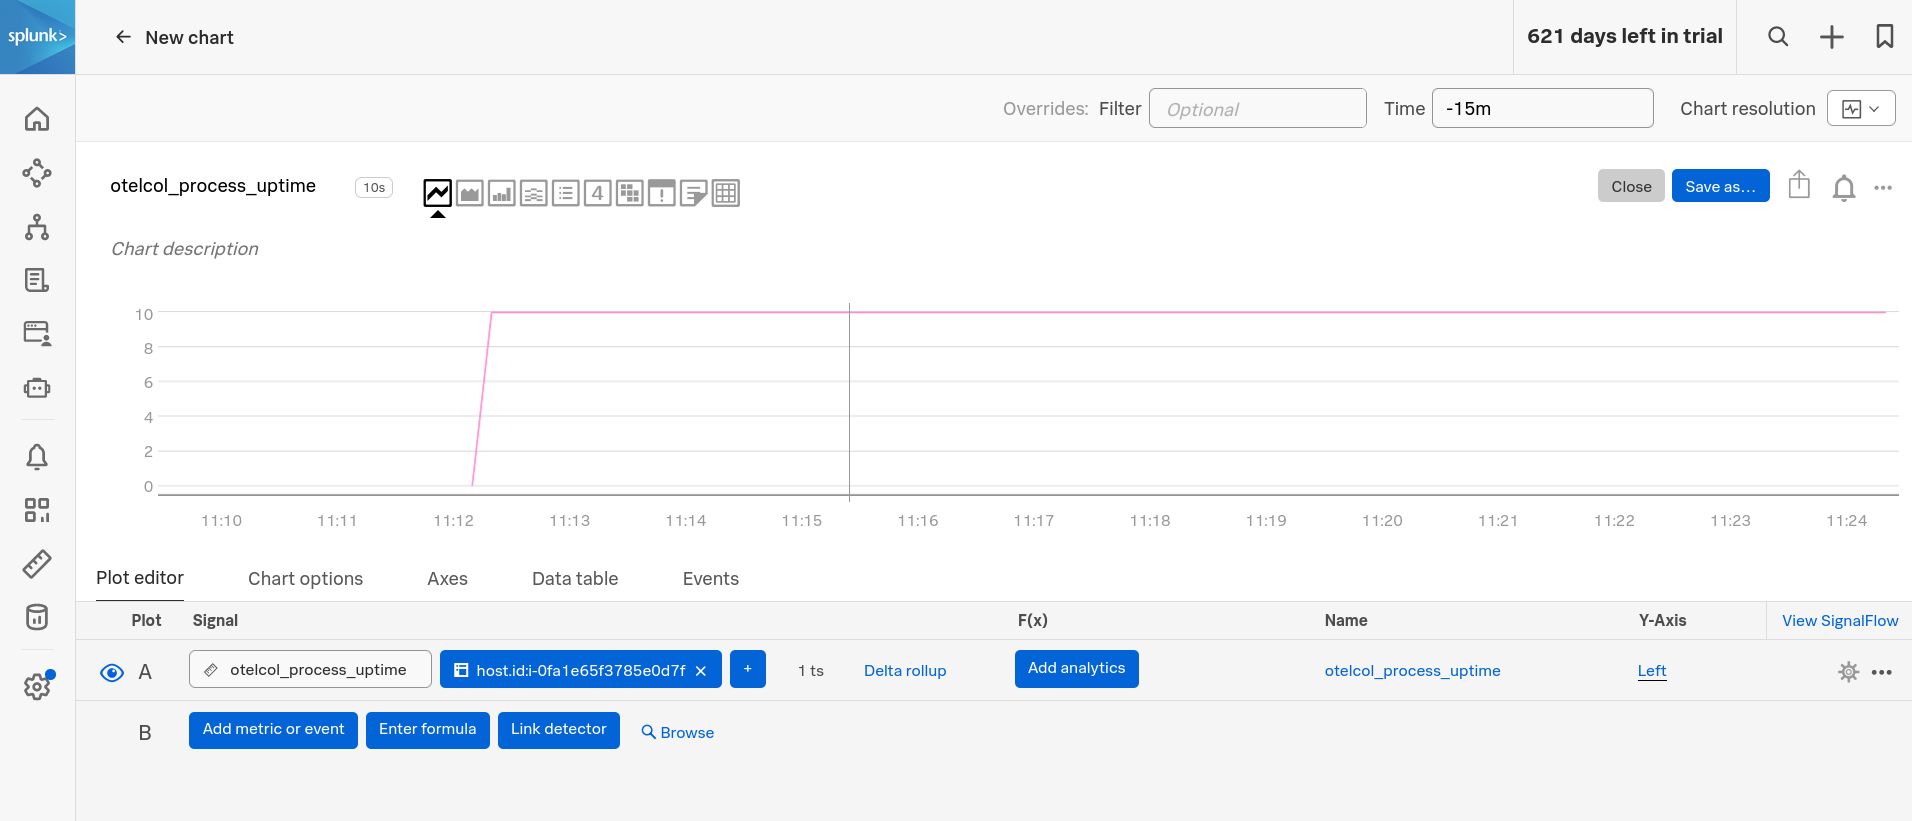 splunk>
New chart
621 days left in trial
Overrides: Filter Optional Time -15m Chart resolution
otelcol_process_uptime 10s 4 Close Save as...
Chart description
10
8
6
4
2
0
11:10 11:11 11:12 11:13 11:14 11:15 11:16 11:17 11:18 11:19 11:20 11:21 11:22 11:23 11:24
Plot editor Chart options Axes Data table Events
Plot Signal F(x) Name Y-Axis View SignalFlow
A otelcol_process_uptime host.id:i-0fa1e65f3785e0d7f + 1 ts Delta rollup Add analytics otelcol_process_uptime Left
B Add metric or event Enter formula Link detector Browse